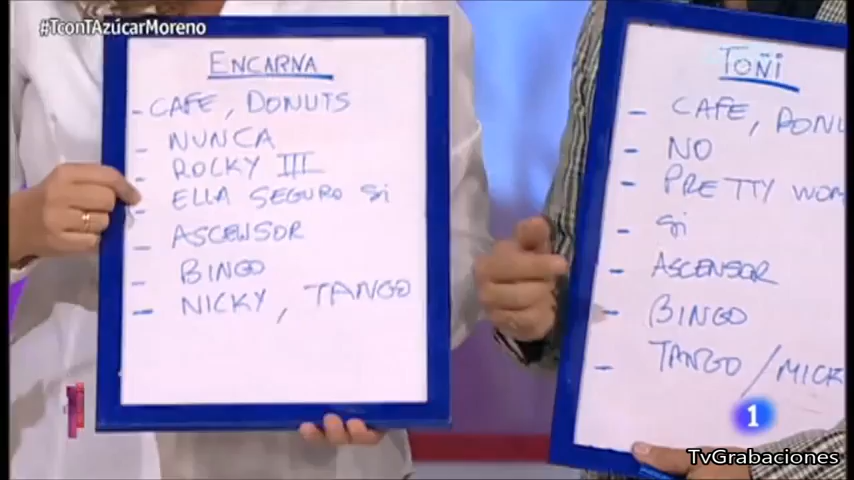 #TconTAzúcarMoreno
ENCARNA
- CAFE, DONUTS
- NUNCA
- ROCKY III
- ELLA SEGURO SI
- ASCENSOR
- BINGO
- NICKY, TANGO
TOÑI
- CAFE, DONU
- NO
- PRETTY WOM
- SI
- ASCENSOR
- BINGO
- TANGO / MICK
1
TvGrabaciones